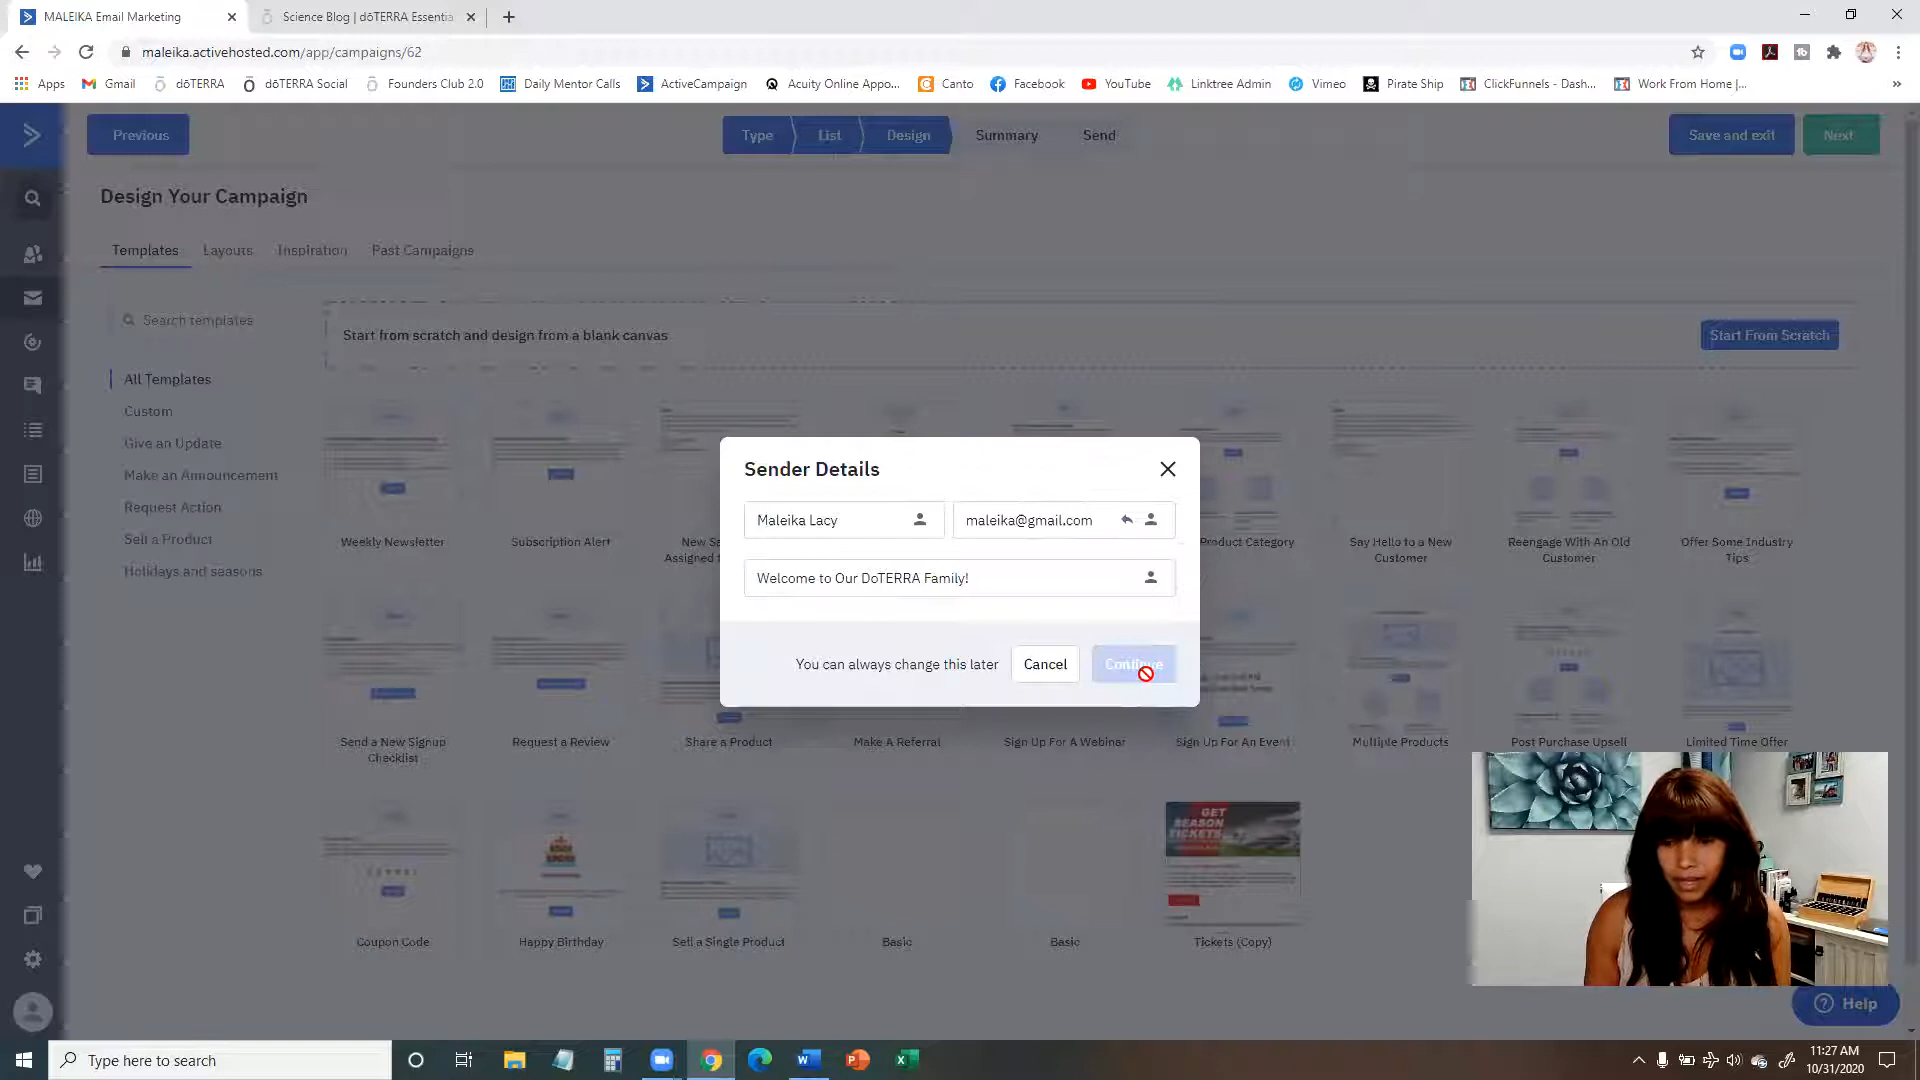 MALEIKA Email Marketing
Science Blog | dōTERRA Essentia
maleika.activehosted.com/app/campaigns/62
Apps
Gmail
dōTERRA
dōTERRA Social
Founders Club 2.0
Daily Mentor Calls
ActiveCampaign
Acuity Online Appo...
Canto
Facebook
YouTube
Linktree Admin
Vimeo
Pirate Ship
ClickFunnels - Dash...
Work From Home |...
Previous
Type
List
Design
Summary
Send
Save and exit
Next
Design Your Campaign
Templates
Layouts
Inspiration
Past Campaigns
Search templates
Start from scratch and design from a blank canvas
Start From Scratch
All Templates
Custom
Give an Update
Make an Announcement
Request Action
Sell a Product
Holidays and seasons
Sender Details
Maleika Lacy
maleika@gmail.com
Welcome to Our DoTERRA Family!
You can always change this later
Cancel
Continue
Weekly Newsletter
Subscription Alert
New Sa
Assigned t
Product Category
Say Hello to a New
Customer
Reengage With An Old
Customer
Offer Some Industry
Tips
Send a New Signup
Checklist
Request a Review
Share a Product
Make A Referral
Sign Up For A Webinar
Sign Up For An Event
Multiple Products
Post Purchase Upsell
Limited Time Offer
GET
SEASON
TICKETS
Coupon Code
Happy Birthday
Sell a Single Product
Basic
Basic
Tickets (Copy)
Help
Type here to search
11:27 AM
10/31/2020